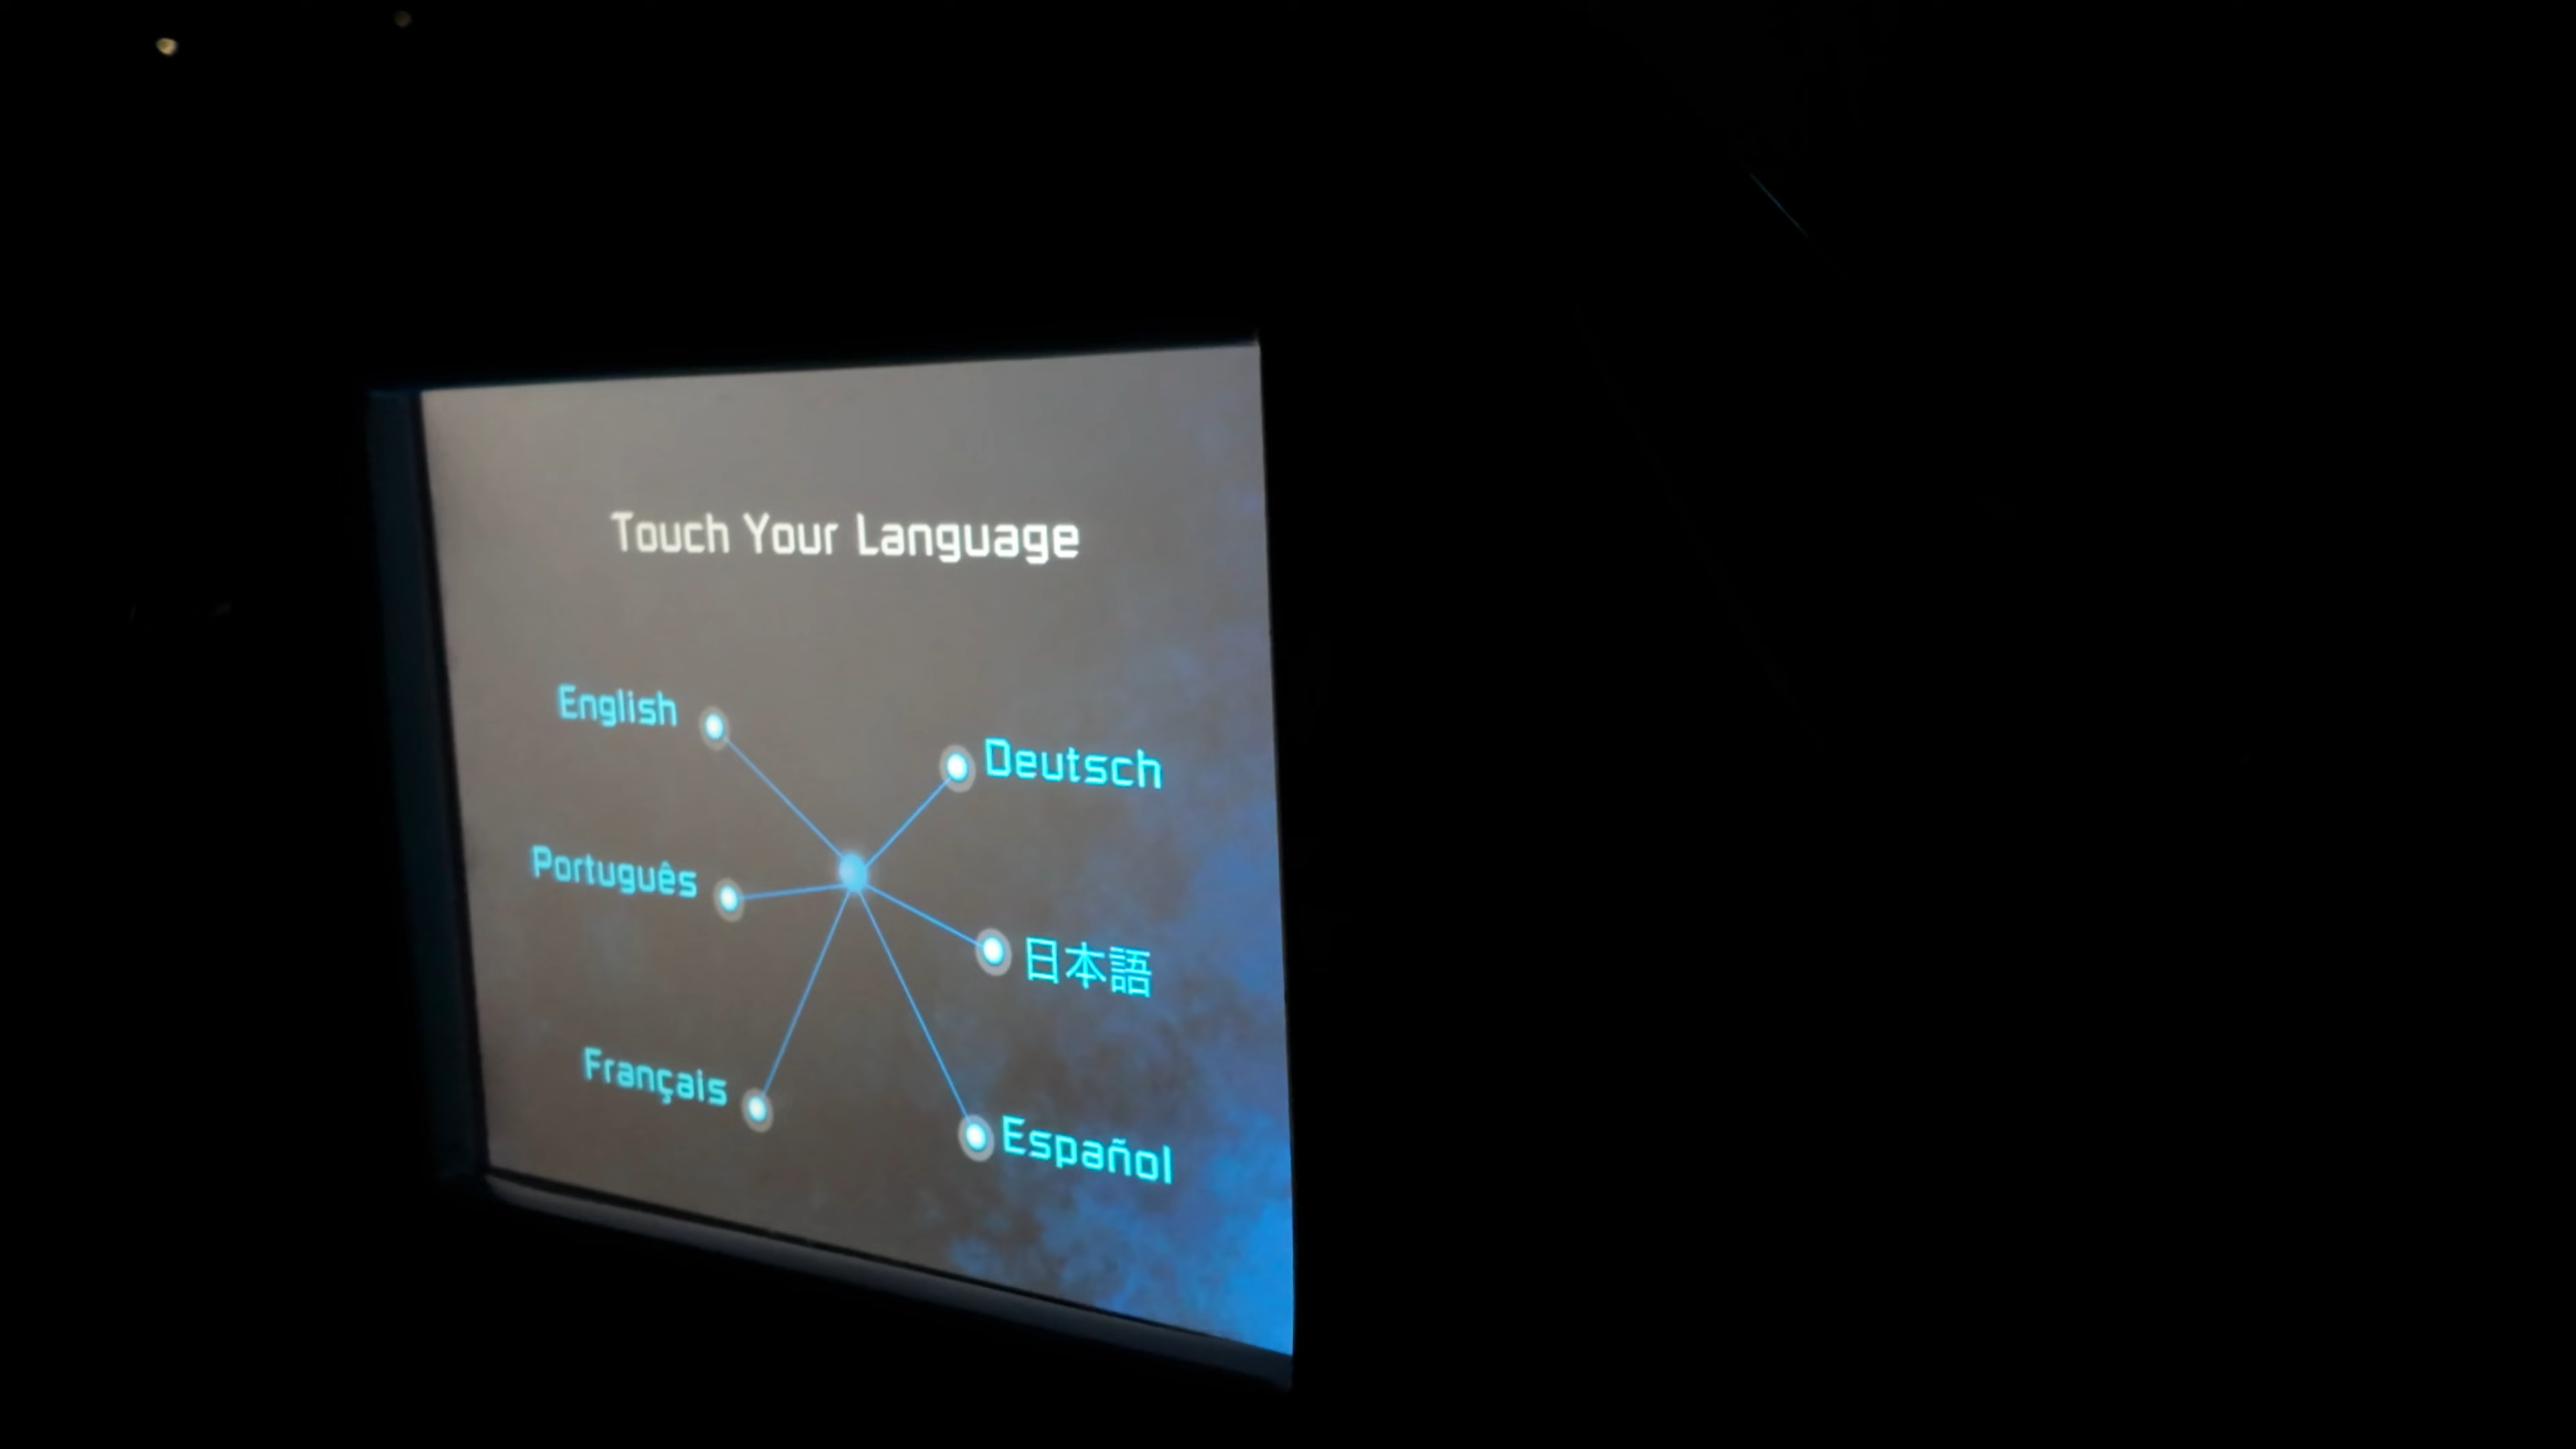 Touch Your Language
English
Deutsch
Português
日本語
Français
Español